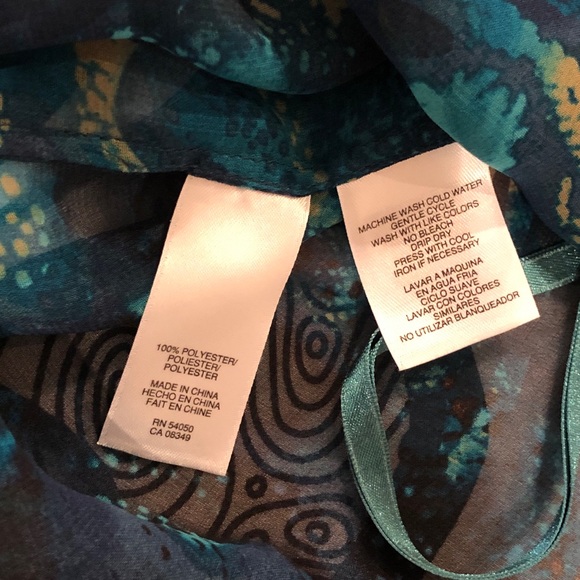 100% POLYESTER/
POLIESTER/
POLYESTER
MADE IN CHINA
HECHO EN CHINA
FAIT EN CHINE
RN 54050
CA 08349
MACHINE WASH COLD WATER
GENTLE CYCLE
WASH WITH LIKE COLORS
NO BLEACH
DRIP DRY
PRESS WITH COOL
IRON IF NECESSARY
LAVAR A MAQUINA
EN AGUA FRIA
CICLO SUAVE
LAVAR CON COLORES
SIMILARES
NO UTILIZAR BLANQUEADOR